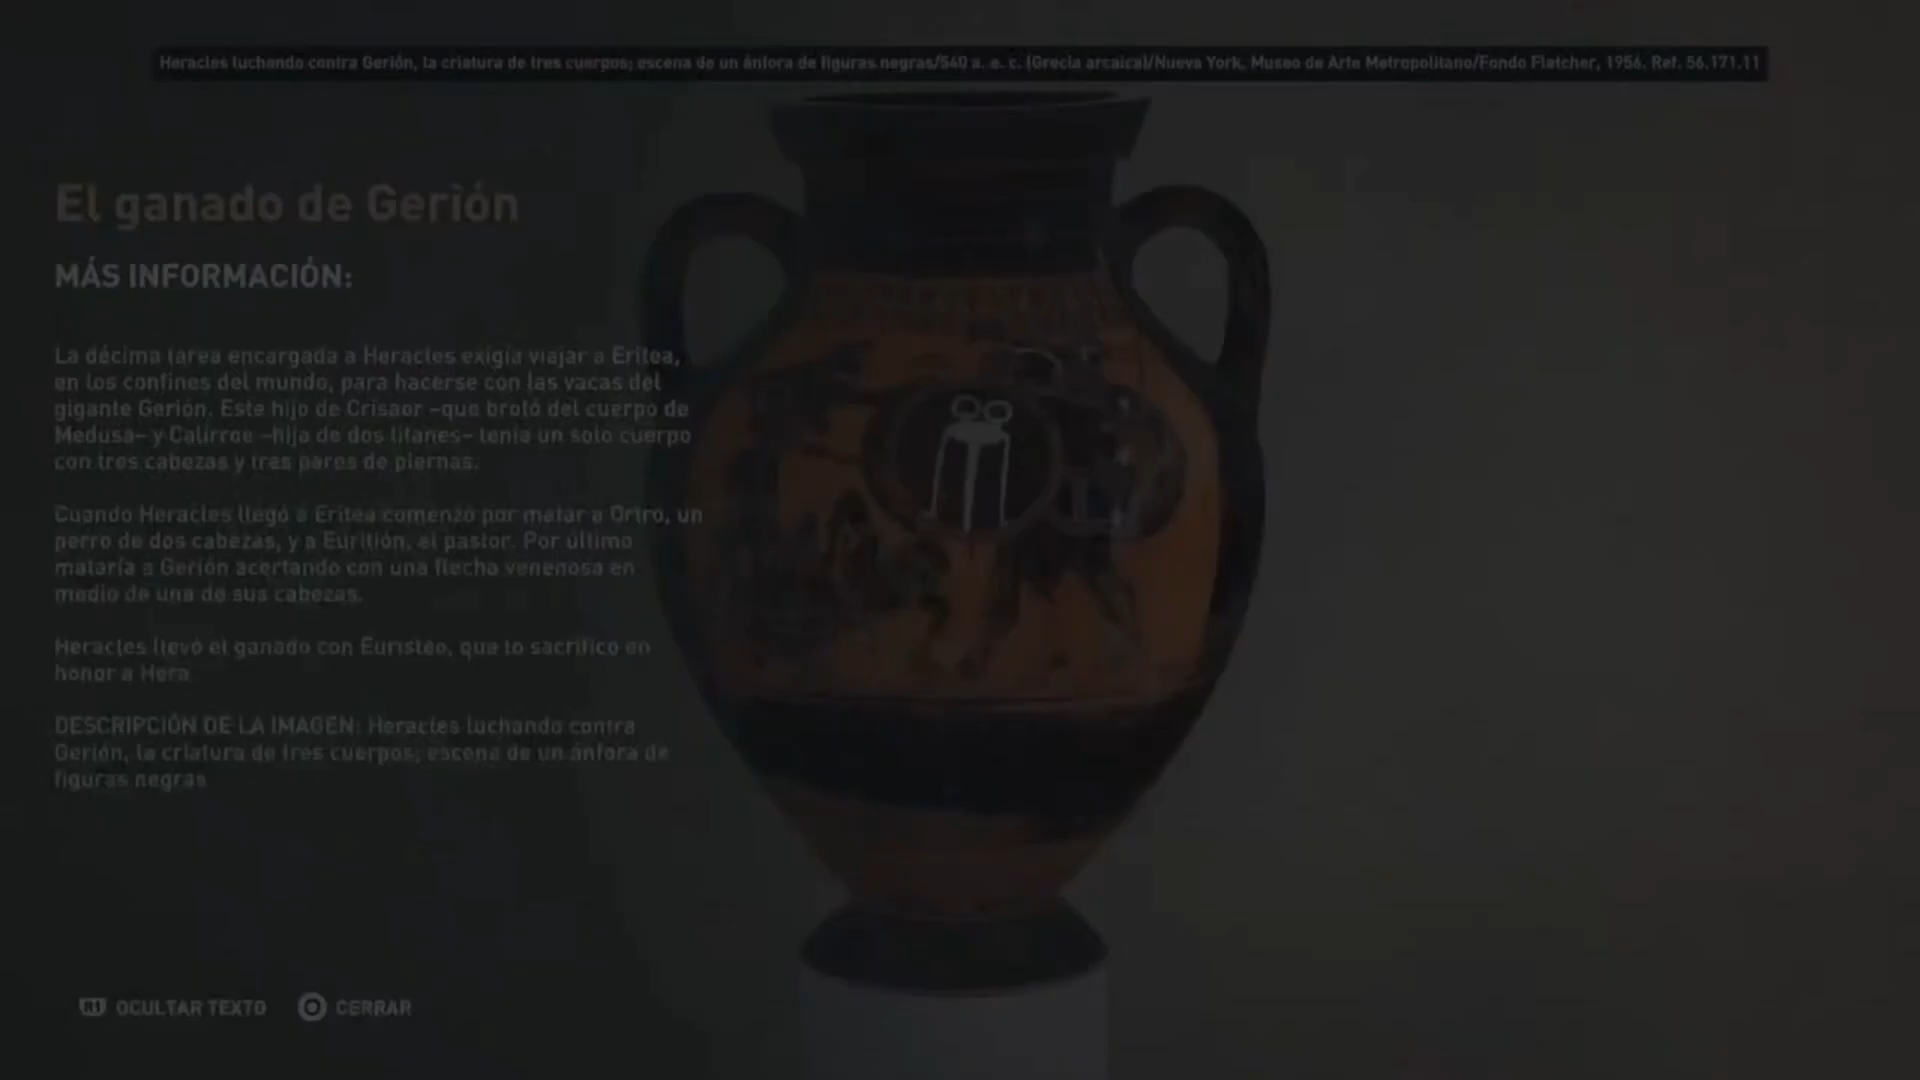 Heracles luchando contra Gerión, la criatura de tres cuerpos; escena de un ánfora de figuras negras/540 a. e. c. (Grecia arcaica)/Nueva York, Museo de Arte Metropolitano/Fondo Fletcher, 1956. Ref. 56.171.11
El ganado de Gerión
MÁS INFORMACIÓN:
La décima tarea encargada a Heracles exigía viajar a Eritea,
en los confines del mundo, para hacerse con las vacas del
gigante Gerión. Este hijo de Crisaor –que brotó del cuerpo de
Medusa– y Calírroe –hija de dos titanes– tenía un solo cuerpo
con tres cabezas y tres pares de piernas.
Cuando Heracles llegó a Eritea comenzó por matar a Ortro, un
perro de dos cabezas, y a Euritión, el pastor. Por último
mataría a Gerión acertando con una flecha venenosa en
medio de una de sus cabezas.
Heracles llevó el ganado con Euristeo, que lo sacrificó en
honor a Hera
DESCRIPCIÓN DE LA IMAGEN: Heracles luchando contra
Gerión, la criatura de tres cuerpos; escena de un ánfora de
figuras negras
R1 OCULTAR TEXTO CERRAR